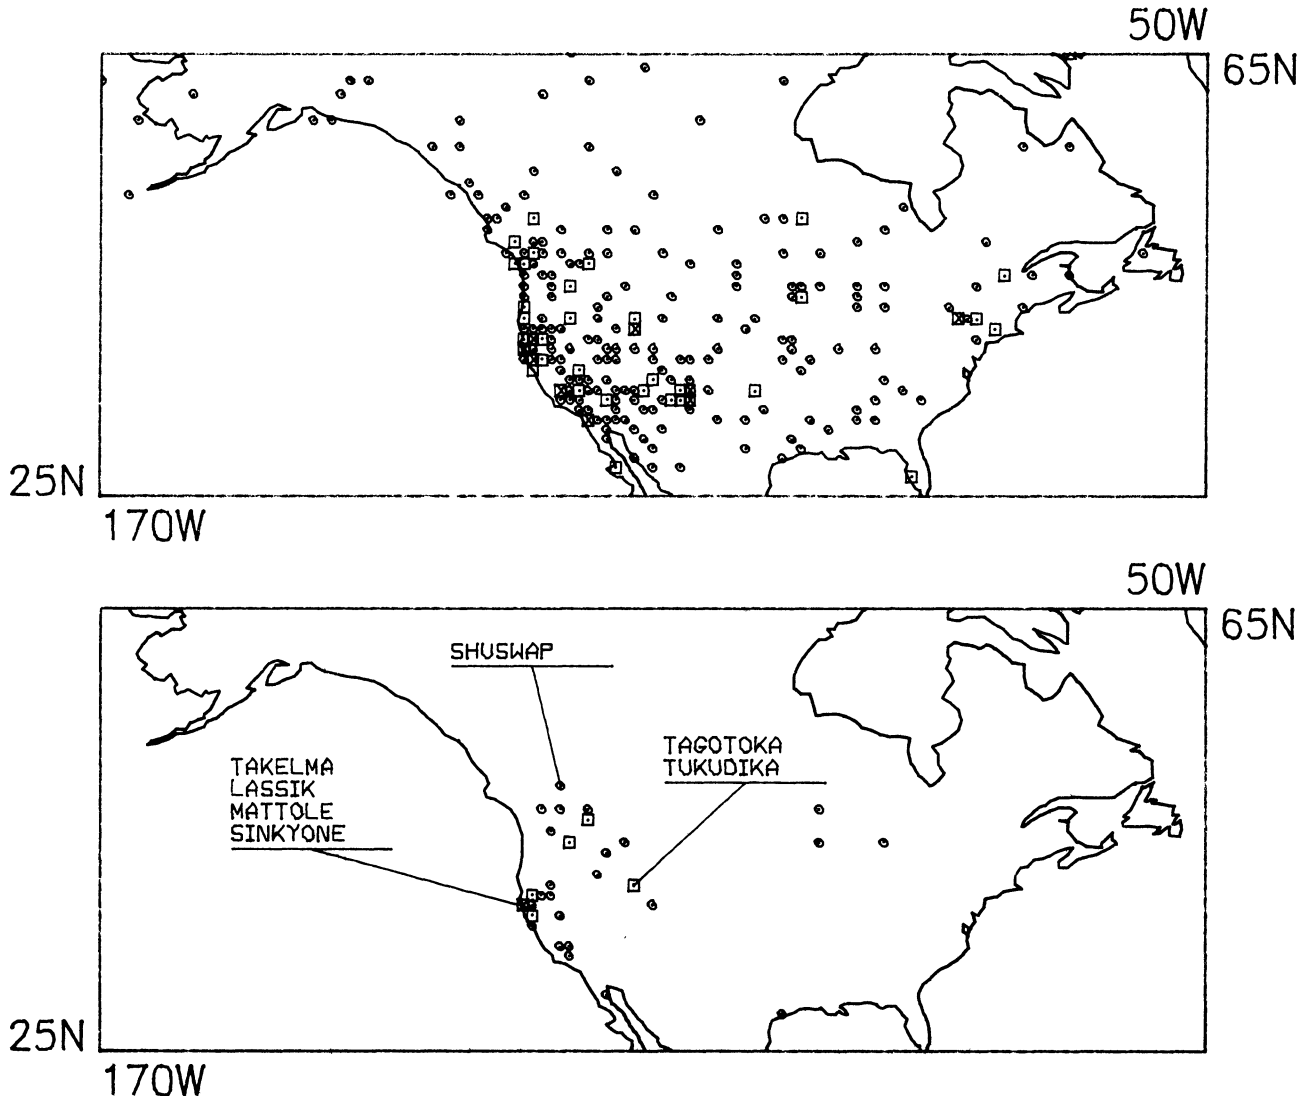 50W
65N
25N
170W
50W
65N
SHUSWAP
TAGOTOKA
TUKUDIKA
TAKELMA
LASSIK
MATTOLE
SINKYONE
25N
170W